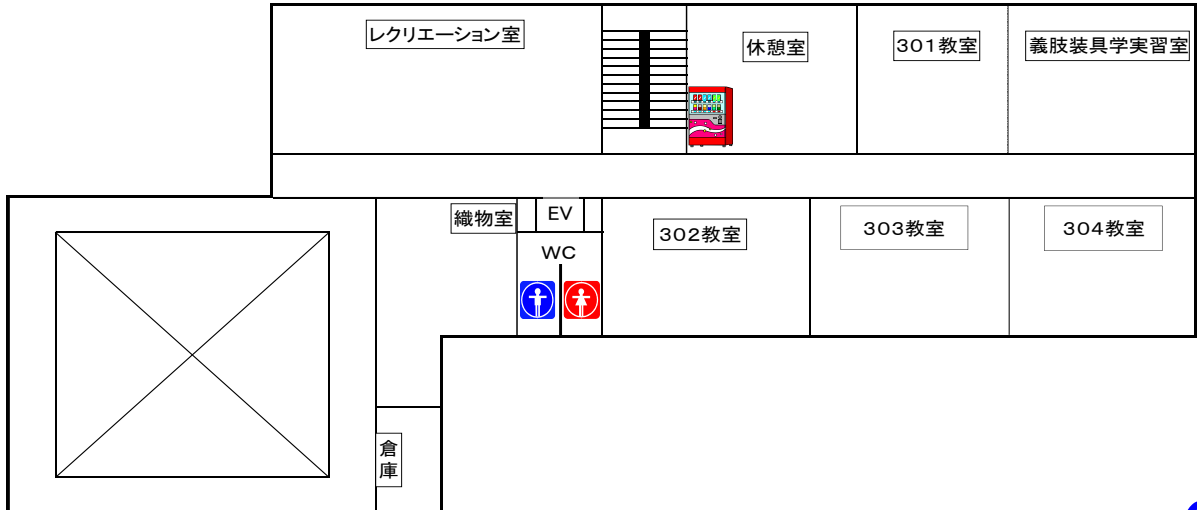 レクリエーション室
休憩室
301教室
義肢装具学実習室
織物室
EV
WC
302教室
303教室
304教室
倉
庫